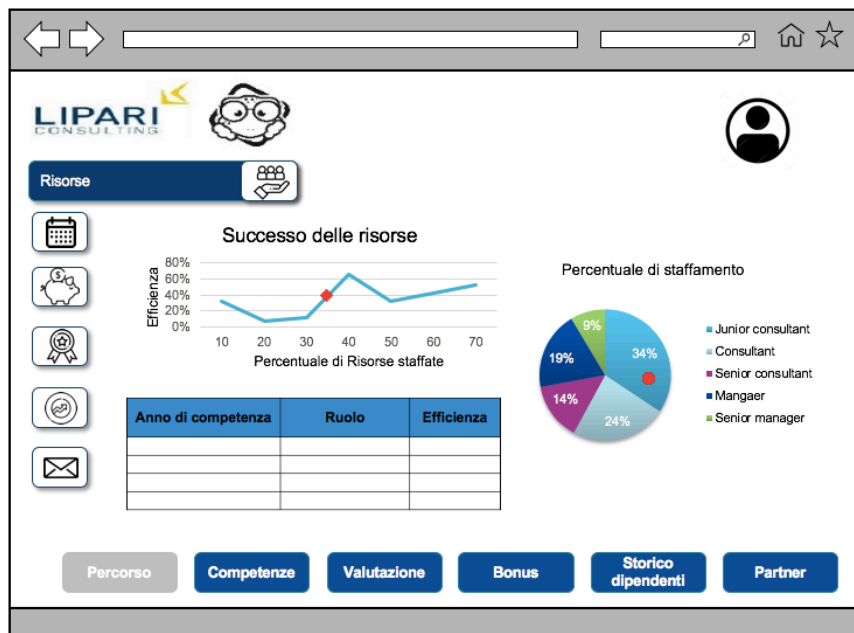 LIPARI
CONSULTING
Risorse
Successo delle risorse
Efficienza
80%
60%
40%
20%
0%
10 20 30 40 50 60 70
Percentuale di Risorse staffate
Percentuale di staffamento
9%
34%
19%
14%
24%
Junior consultant
Consultant
Senior consultant
Mangaer
Senior manager
Anno di competenza Ruolo Efficienza
Percorso Competenze Valutazione Bonus Storico dipendenti Partner